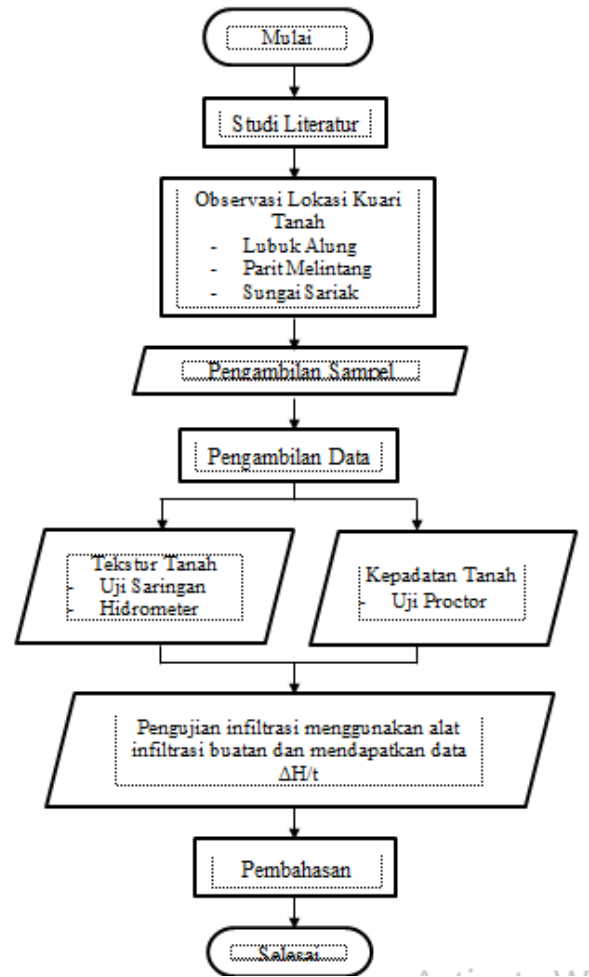 Mulai
Studi Literatur
Observasi Lokasi Kuari
Tanah
- Lubuk Alung
- Parit Melintang
- Sungai Sariak
Pengambilan Sampel
Pengambilan Data
Tekstur Tanah
- Uji Saringan
- Hidrometer
Kepadatan Tanah
- Uji Proctor
Pengujian infiltrasi menggunakan alat
infiltrasi buatan dan mendapatkan data
ΔH/t
Pembahasan
Selesai